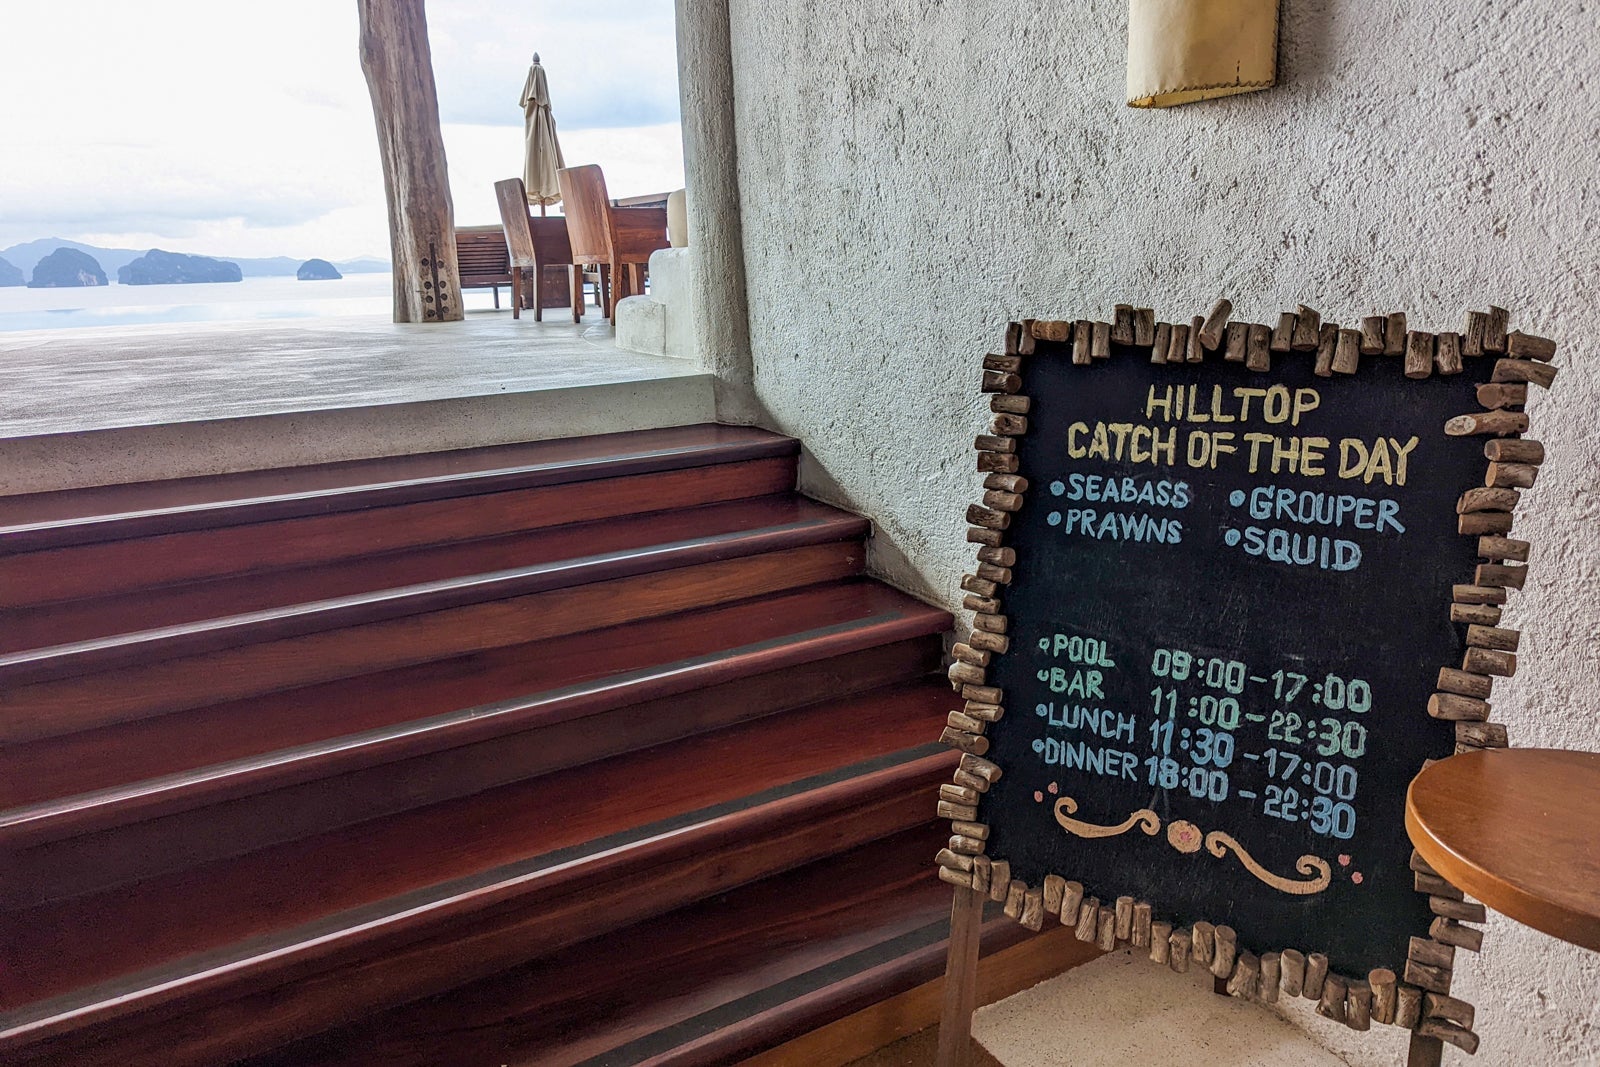 HILLTOP
CATCH OF THE DAY
•SEABASS •GROUPER
•PRAWNS •SQUID
•POOL 09:00-17:00
•BAR 11:00-22:30
•LUNCH 11:30-17:00
•DINNER 18:00-22:30